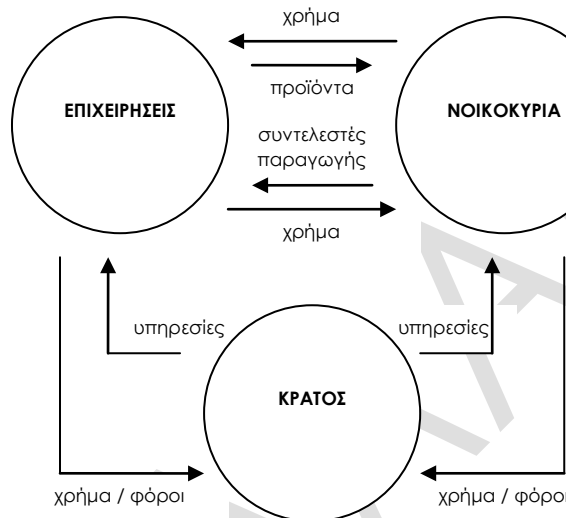 χρήμα
προϊόντα
ΕΠΙΧΕΙΡΗΣΕΙΣ
ΝΟΙΚΟΚΥΡΙΑ
συντελεστές
παραγωγής
χρήμα
υπηρεσίες
υπηρεσίες
ΚΡΑΤΟΣ
χρήμα / φόροι
χρήμα / φόροι